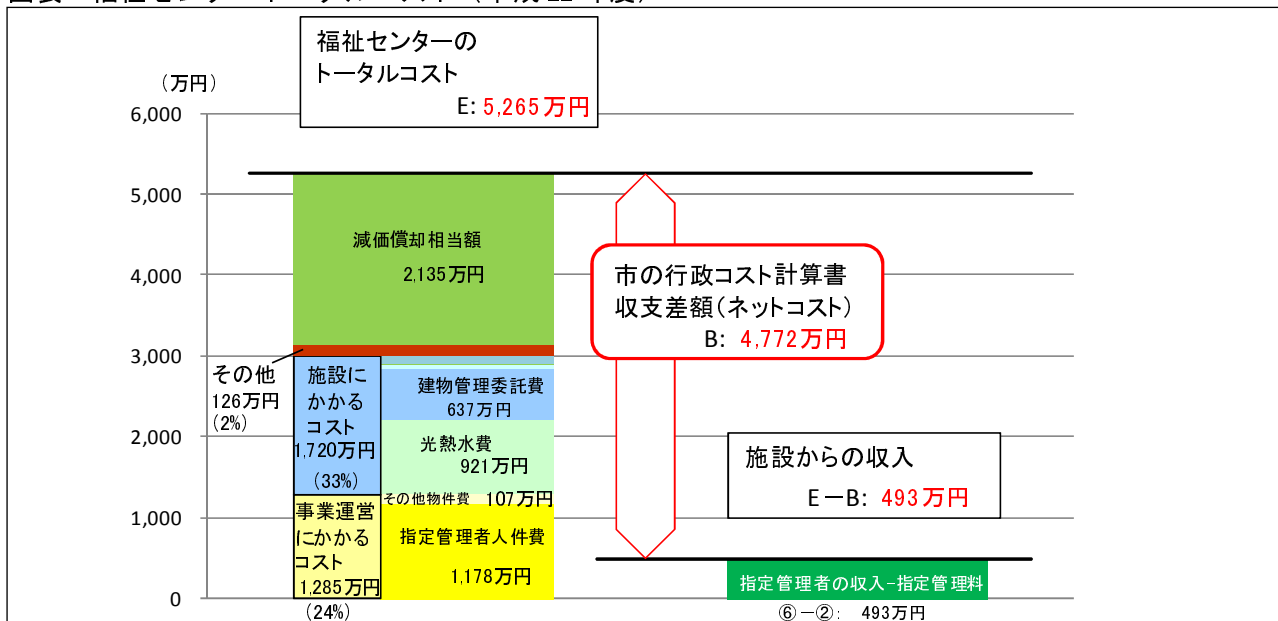 福祉センターの
トータルコスト
E: 5,265万円
（万円）
6,000
5,000
4,000
3,000
2,000
1,000
0
減価償却相当額
2,135万円
市の行政コスト計算書
収支差額（ネットコスト）
B: 4,772万円
その他
126万円
(2%)
施設に
かかる
コスト
1,720万円
(33%)
建物管理委託費
637万円
光熱水費
921万円
その他物件費 107万円
事業運営
にかかる
コスト
1,285万円
(24%)
指定管理者人件費
1,178万円
施設からの収入
E－B: 493万円
指定管理者の収入-指定管理料
⑥－②： 493万円